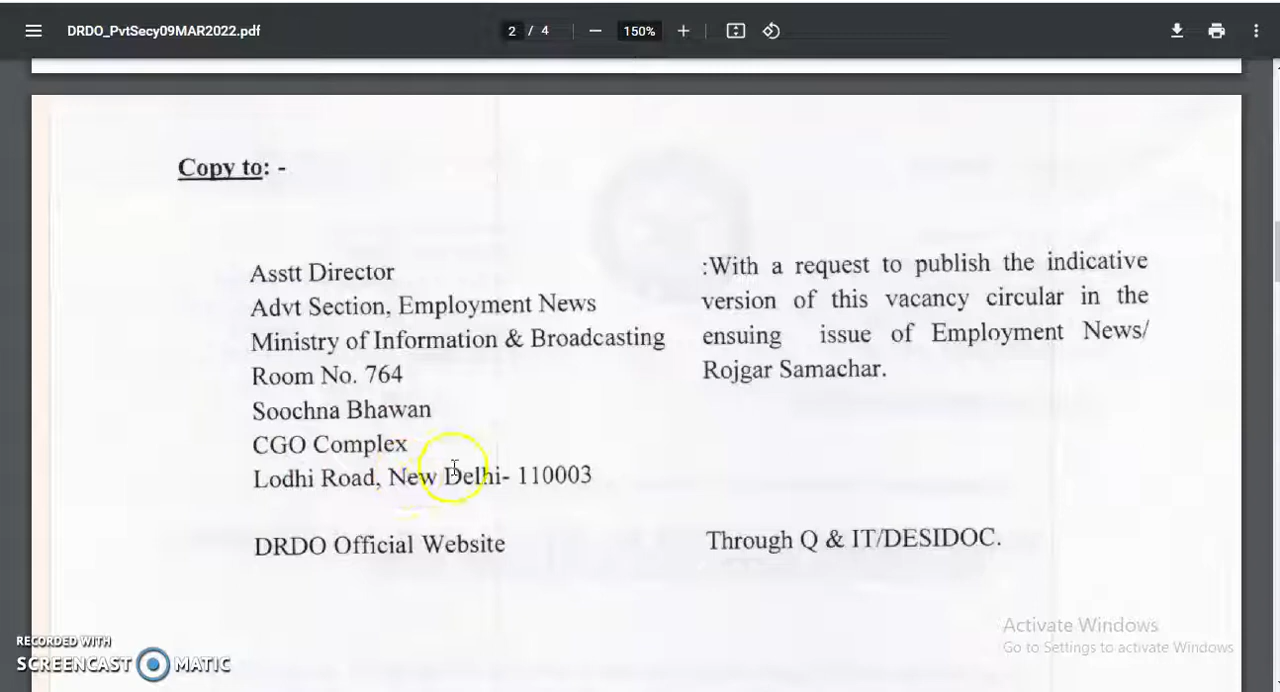 DRDO_PvtSecy09MAR2022.pdf
2 / 4
150%
Copy to: -
Asstt Director
Advt Section, Employment News
Ministry of Information & Broadcasting
Room No. 764
Soochna Bhawan
CGO Complex
Lodhi Road, New Delhi- 110003
:With a request to publish the indicative
version of this vacancy circular in the
ensuing issue of Employment News/
Rojgar Samachar.
DRDO Official Website
Through Q & IT/DESIDOC.
Activate Windows
Go to Settings to activate Windows
RECORDED WITH
SCREENCAST MATIC